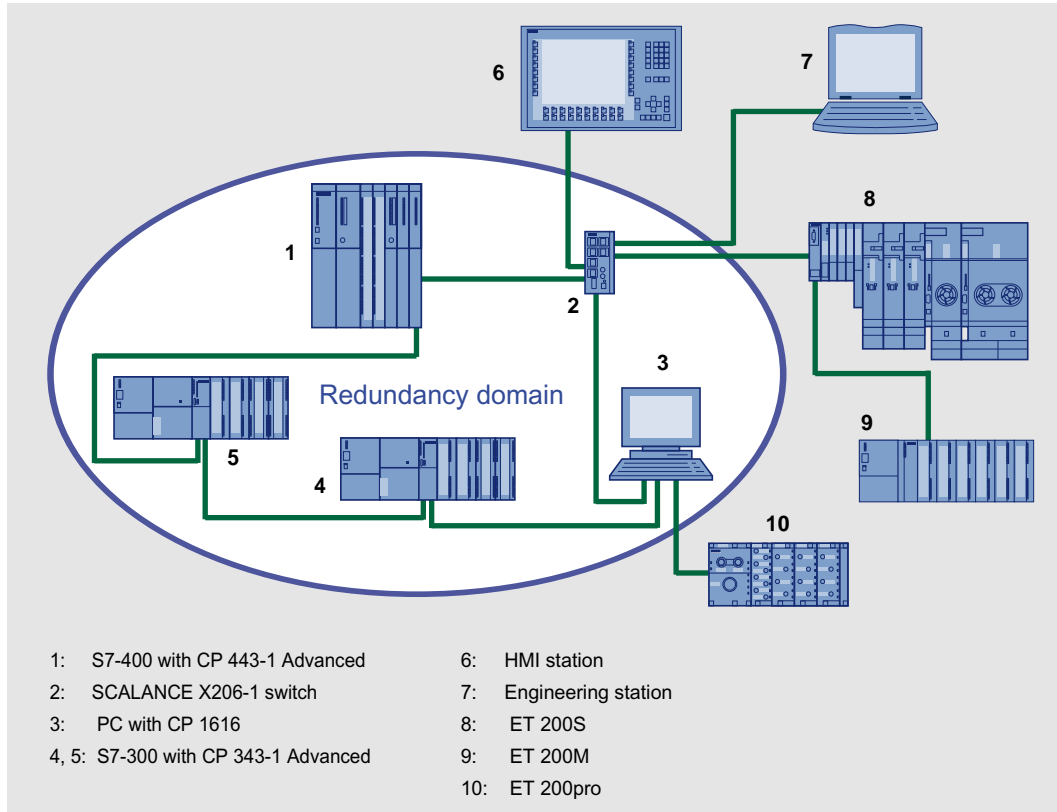 6
7
8
1
2
3
Redundancy domain
9
5
4
10
1: S7-400 with CP 443-1 Advanced
2: SCALANCE X206-1 switch
3: PC with CP 1616
4, 5: S7-300 with CP 343-1 Advanced
6: HMI station
7: Engineering station
8: ET 200S
9: ET 200M
10: ET 200pro